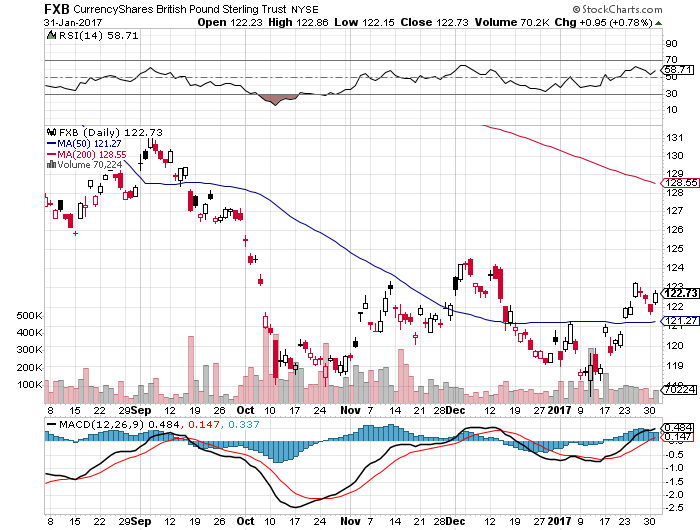 FXB CurrencyShares British Pound Sterling Trust NYSE © StockCharts.com
31-Jan-2017 Open 122.23 High 122.86 Low 122.15 Close 122.73 Volume 70.2K Chg +0.95 (+0.78%)
RSI(14) 58.71
90
70
58.71
50
30
10
FXB (Daily) 122.73
MA(50) 121.27
MA(200) 128.55
Volume 70,224
131
130
129
128.55
128
127
126
125
124
123
122.73
122
121.27
121
120
119
118
500K
400K
300K
200K
100K
70224
8 15 22 29 Sep 12 19 26 Oct 10 17 24 Nov 7 14 21 28 Dec 12 19 27 2017 9 17 23 30
MACD(12,26,9) 0.484, 0.147, 0.337
0.484
0.147
-0.5
-1.0
-1.5
-2.0
-2.5
8 15 22 29 Sep 12 19 26 Oct 10 17 24 Nov 7 14 21 28 Dec 12 19 27 2017 9 17 23 30